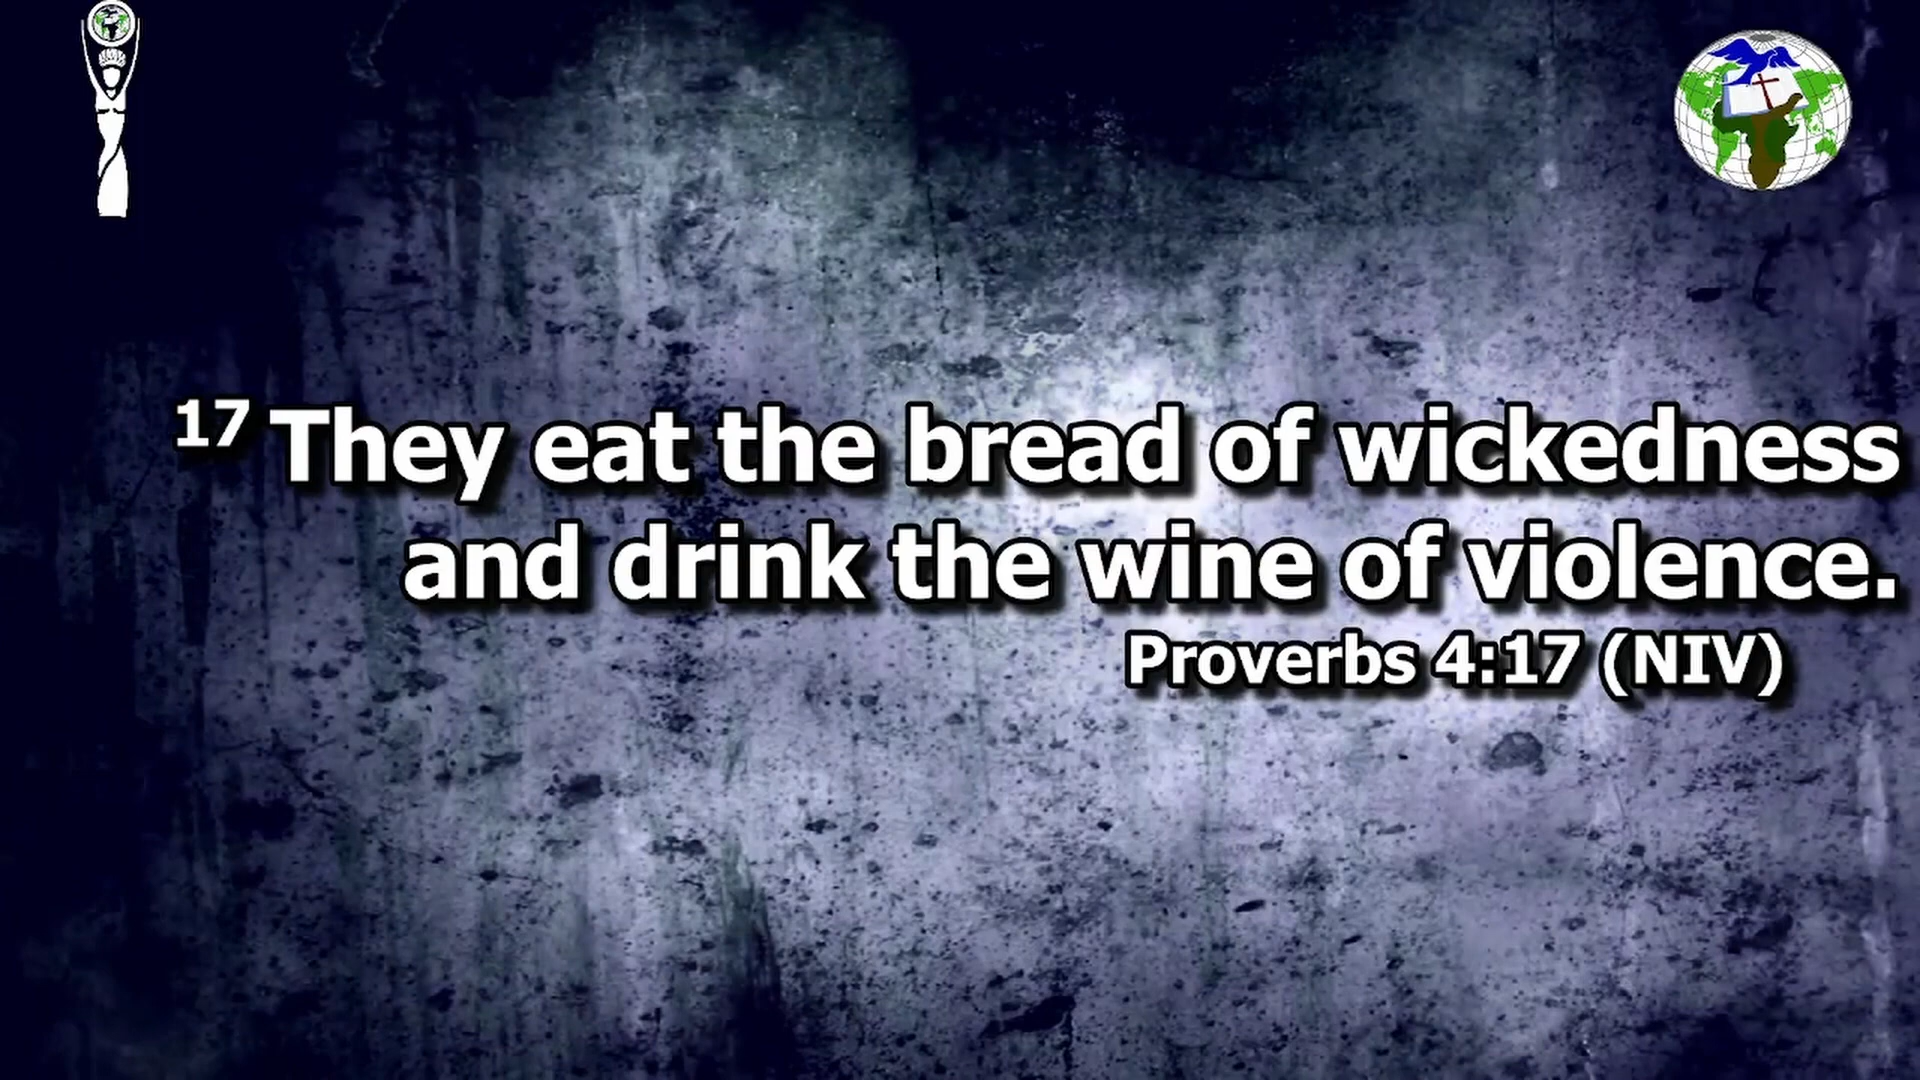 17 They eat the bread of wickedness
and drink the wine of violence.
Proverbs 4:17 (NIV)